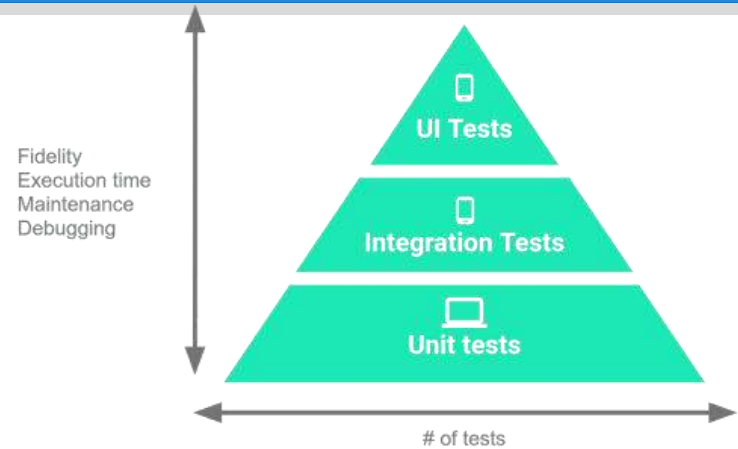 UI Tests
Fidelity
Execution time
Maintenance
Debugging
Integration Tests
Unit tests
# of tests